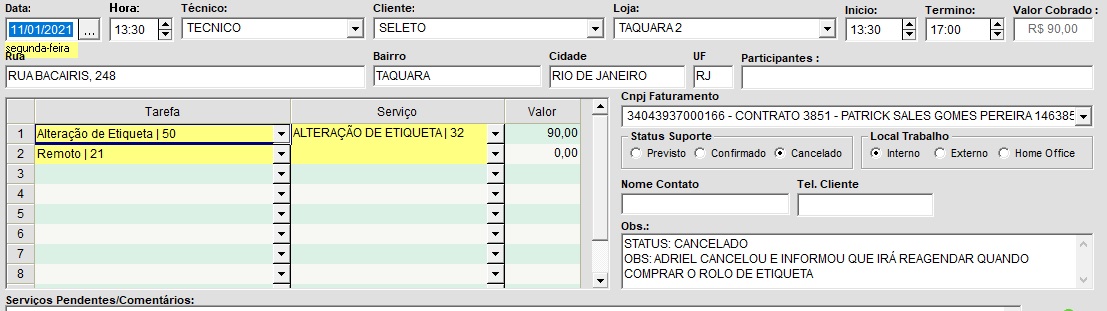 Data: Hora: Técnico: Cliente: Loja: Inicio: Termino: Valor Cobrado :
11/01/2021 ... 13:30 TECNICO SELETO TAQUARA 2 13:30 17:00 R$ 90,00
segunda-feira
Rua Bairro Cidade UF Participantes :
RUA BACAIRIS, 248 TAQUARA RIO DE JANEIRO RJ
Tarefa Serviço Valor
1 Alteração de Etiqueta | 50 ALTERAÇÃO DE ETIQUETA | 32 90,00
2 Remoto | 21 0,00
3
4
5
6
7
8
Cnpj Faturamento
34043937000166 - CONTRATO 3851 - PATRICK SALES GOMES PEREIRA 146385
Status Suporte Local Trabalho
Previsto Confirmado Cancelado Interno Externo Home Office
Nome Contato Tel. Cliente
Obs.:
STATUS: CANCELADO
OBS: ADRIEL CANCELOU E INFORMOU QUE IRÁ REAGENDAR QUANDO
COMPRAR O ROLO DE ETIQUETA
Serviços Pendentes/Comentários: